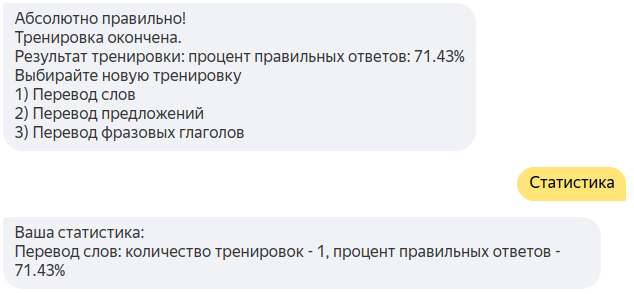 Абсолютно правильно!
Тренировка окончена.
Результат тренировки: процент правильных ответов: 71.43%
Выбирайте новую тренировку
1) Перевод слов
2) Перевод предложений
3) Перевод фразовых глаголов
Статистика
Ваша статистика:
Перевод слов: количество тренировок - 1, процент правильных ответов -
71.43%